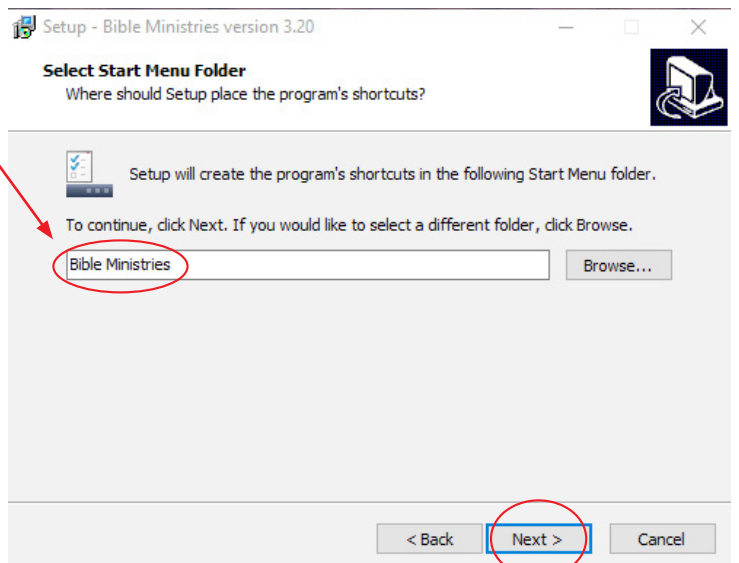 Setup - Bible Ministries version 3.20
Select Start Menu Folder
Where should Setup place the program's shortcuts?
Setup will create the program's shortcuts in the following Start Menu folder.
To continue, click Next. If you would like to select a different folder, click Browse.
Bible Ministries
Browse...
< Back
Next >
Cancel